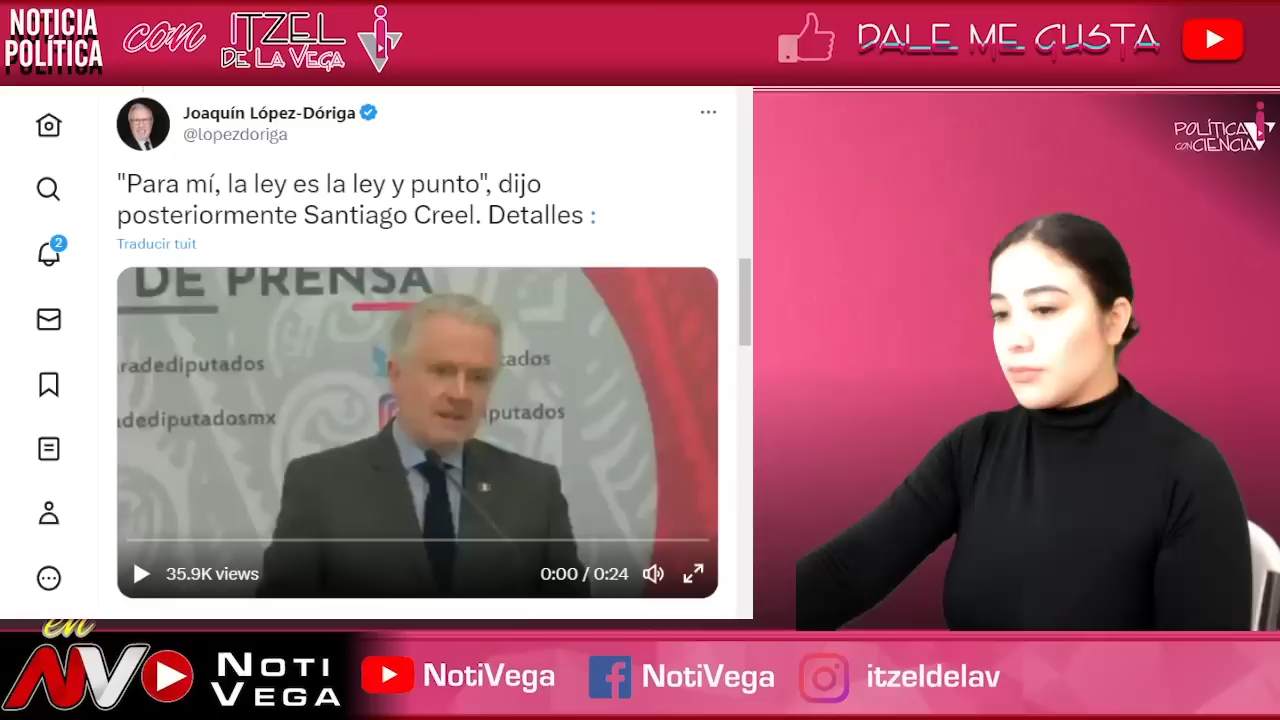 NOTICIA
POLÍTICA
con
ITZEL
DE LA VEGA
DALE ME GUSTA
Joaquín López-Dóriga
@lopezdoriga
"Para mí, la ley es la ley y punto", dijo
posteriormente Santiago Creel. Detalles :
Traducir tuit
2
DE PRENSA
radediputados
adediputadosmx
putados
35.9K views
0:00 / 0:24
POLÍTICA
CON CIENCIA
en
NV
NOTI
VEGA
NotiVega
NotiVega
itzeldelav